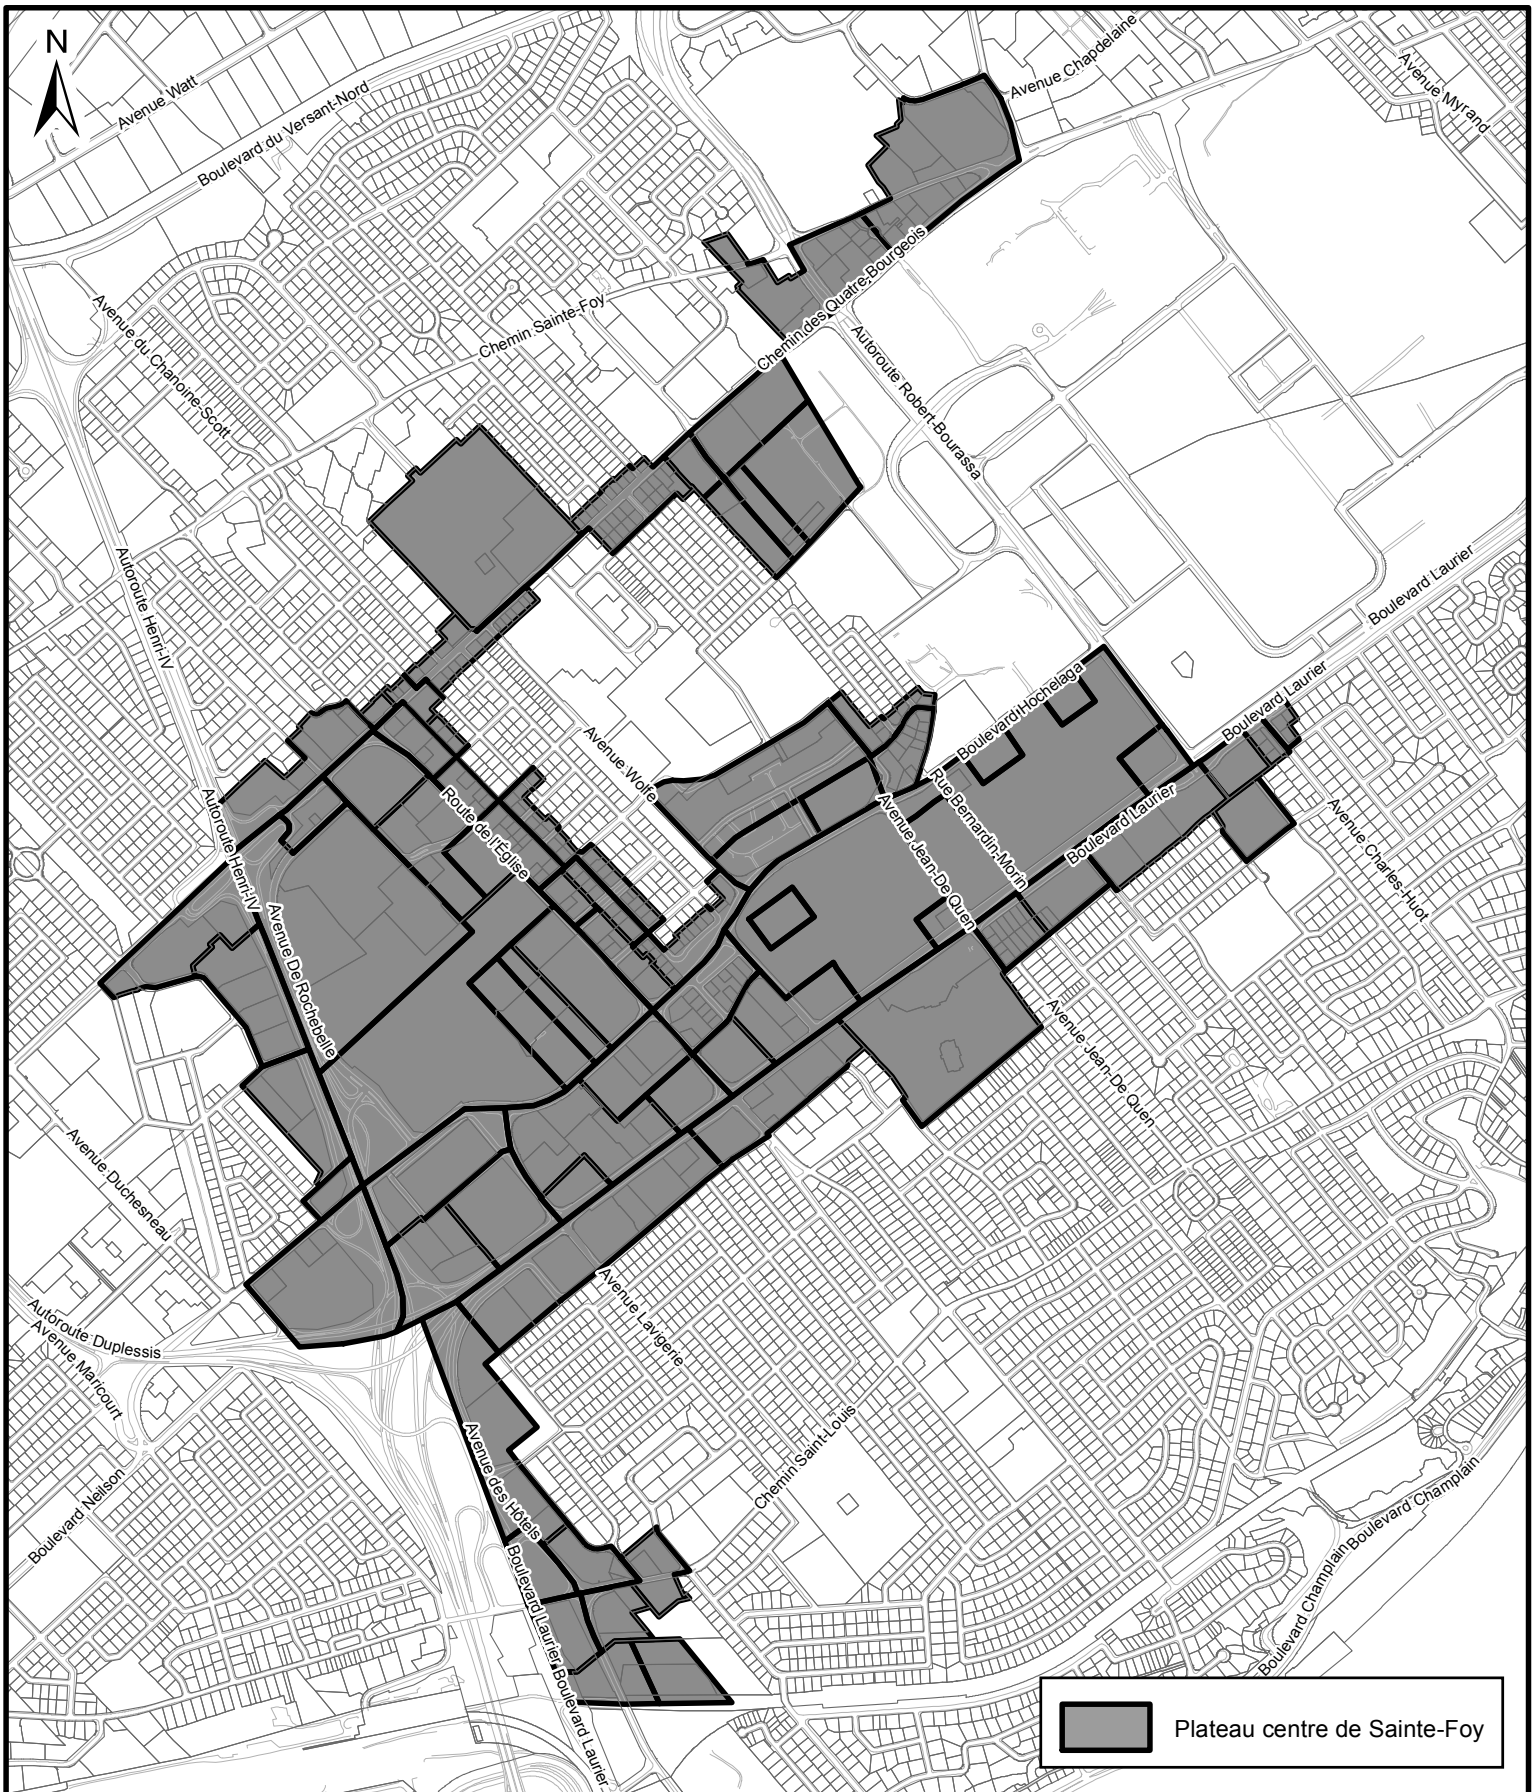 N
Avenue Watt
Boulevard du Versant-Nord
Avenue Chapdelaine
Avenue Myrand
Avenue du Chanoine-Scott
Chemin Sainte-Foy
Chemin des Quatre-Bourgeois
Autoroute Robert-Bourassa
Autoroute Henri-IV
Boulevard Laurier
Boulevard Laurier
Boulevard Hochelaga
Avenue Wolfe
Route de l'Église
Rue Bernardin-Morin
Avenue Jean-De Quen
Boulevard Laurier
Avenue Charles-Huot
Autoroute Henri-IV
Avenue De Rochebelle
Avenue Jean-De Quen
Avenue Duchesneau
Autoroute Duplessis
Avenue Maricourt
Avenue Lavigerie
Chemin Saint-Louis
Avenue des Hôtels
Boulevard Neilson
Boulevard Champlain
Boulevard Champlain
Boulevard Champlain
Boulevard Laurier
Boulevard Laurier
Plateau centre de Sainte-Foy